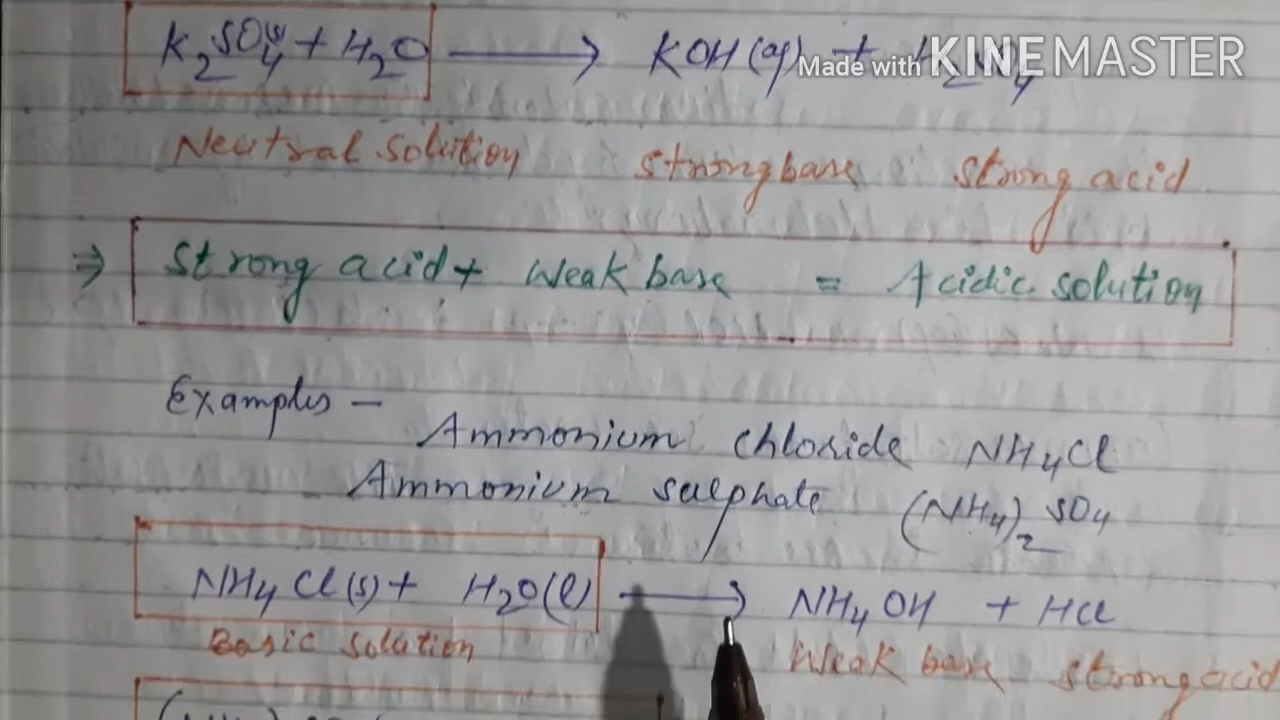 K2SO4(s) + H2O → KOH(aq) + H2SO4
Made with KINEMASTER
Neutral solution strong base strong acid
⇒ Strong acid + Weak base = Acidic solution
Examples –
Ammonium chloride NH4Cl
Ammonium sulphate (NH4)2SO4
NH4Cl(s) + H2O(l) → NH4OH + HCl
Basic solution Weak base strong acid